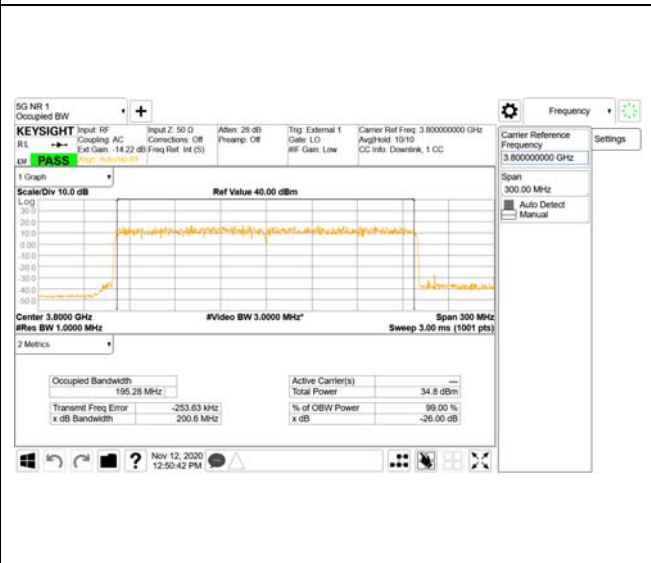 5G NR 1
Occupied BW
+
Frequency
KEYSIGHT
RL
PASS
Input: RF
Coupling: AC
Ext Gain: -14.22 dB
Align: Auto/No RF
Input Z: 50 Ω
Corrections: Off
Freq Ref: Int (S)
Atten: 28 dB
Preamp: Off
Trig: External 1
Gate: LO
#IF Gain: Low
Carrier Ref Freq: 3.800000000 GHz
Avg|Hold: 10/10
CC Info: Downlink, 1 CC
Carrier Reference
Frequency
3.800000000 GHz
Settings
Span
300.00 MHz
Auto Detect
Manual
1 Graph
Scale/Div 10.0 dB
Ref Value 40.00 dBm
Log
30.0
20.0
10.0
0.00
-10.0
-20.0
-30.0
-40.0
-50.0
Center 3.8000 GHz
#Video BW 3.0000 MHz*
Span 300 MHz
#Res BW 1.0000 MHz
Sweep 3.00 ms (1001 pts)
2 Metrics
Occupied Bandwidth
195.28 MHz
Active Carrier(s)
---
Total Power
34.8 dBm
Transmit Freq Error
-253.63 kHz
% of OBW Power
99.00 %
x dB Bandwidth
200.6 MHz
x dB
-26.00 dB
?
Nov 12, 2020
12:50:42 PM